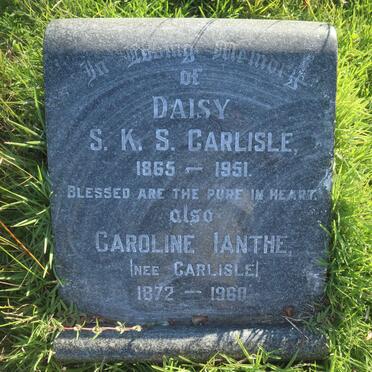 In Loving Memory
of
DAISY
S. K. S. CARLISLE,
1865 — 1951.
BLESSED ARE THE PURE IN HEART.
also
CAROLINE IANTHE,
(NEE CARLISLE)
1872 — 1960.